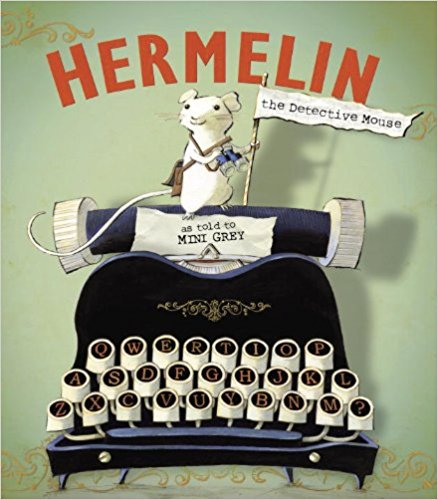 HERMELIN
the Detective Mouse
as told to
MINI GREY
Q W E R T I O P
A S D F G H J K L
Z X C V U Y B N M ?